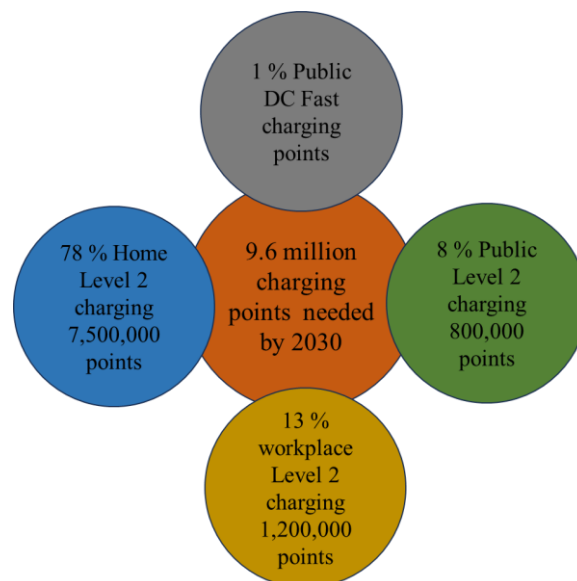 1 % Public
DC Fast
charging
points
78 % Home
Level 2
charging
7,500,000
points
9.6 million
charging
points needed
by 2030
8 % Public
Level 2
charging
800,000
points
13 %
workplace
Level 2
charging
1,200,000
points